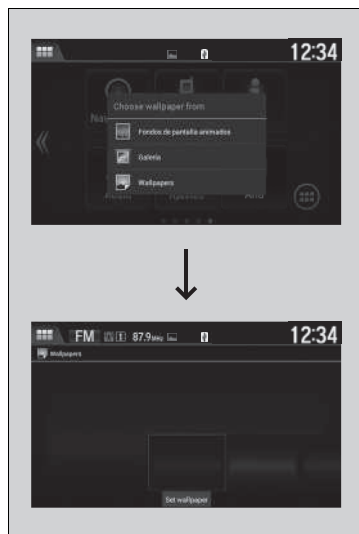 12:34
Choose wallpaper from
Fondos de pantalla animados
Galería
Wallpapers
FM 87.9 MHz 12:34
Wallpapers
Set wallpaper